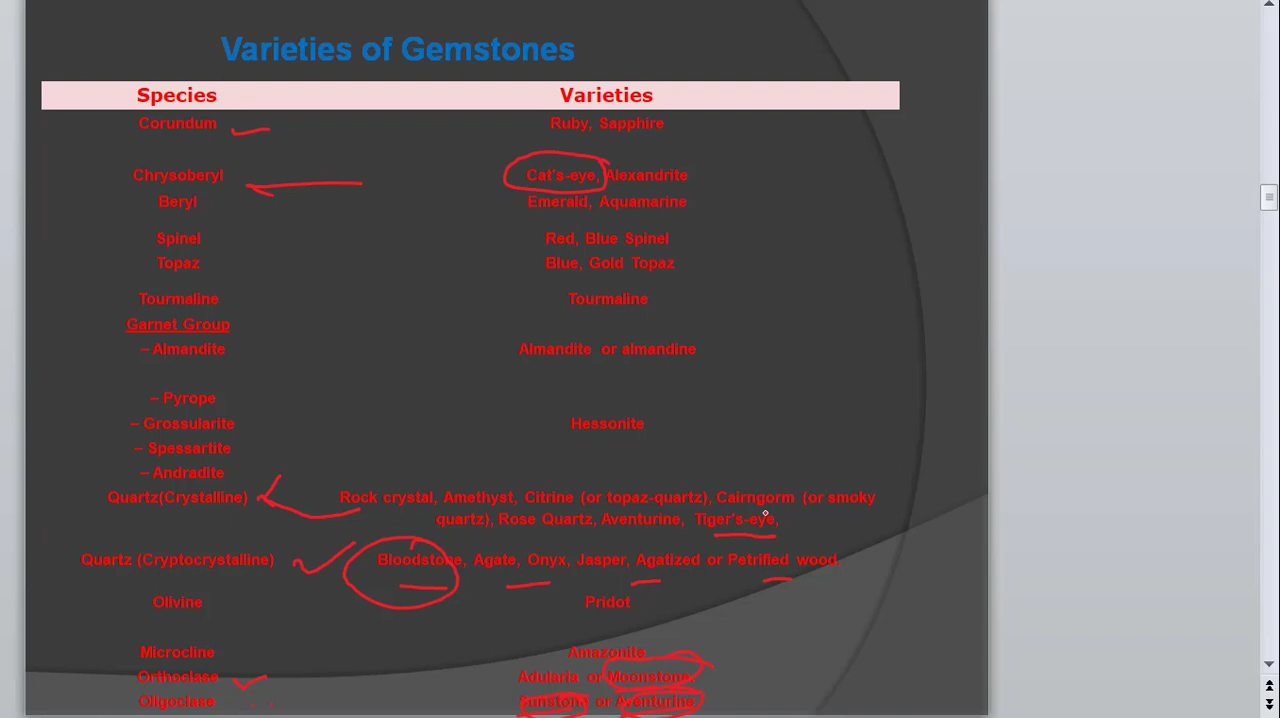 Varieties of Gemstones
Species Varieties
Corundum Ruby, Sapphire
Chrysoberyl Cat's-eye, Alexandrite
Beryl Emerald, Aquamarine
Spinel Red, Blue Spinel
Topaz Blue, Gold Topaz
Tourmaline Tourmaline
Garnet Group
– Almandite Almandite or almandine
– Pyrope
– Grossularite Hessonite
– Spessartite
– Andradite
Quartz(Crystalline) Rock crystal, Amethyst, Citrine (or topaz-quartz), Cairngorm (or smoky
quartz), Rose Quartz, Aventurine, Tiger's-eye,
Quartz (Cryptocrystalline) Bloodstone, Agate, Onyx, Jasper, Agatized or Petrified wood,
Olivine Pridot
Microcline Amazonite
Orthoclase Adularia or Moonstone,
Oligoclase Sunstone or Aventurine